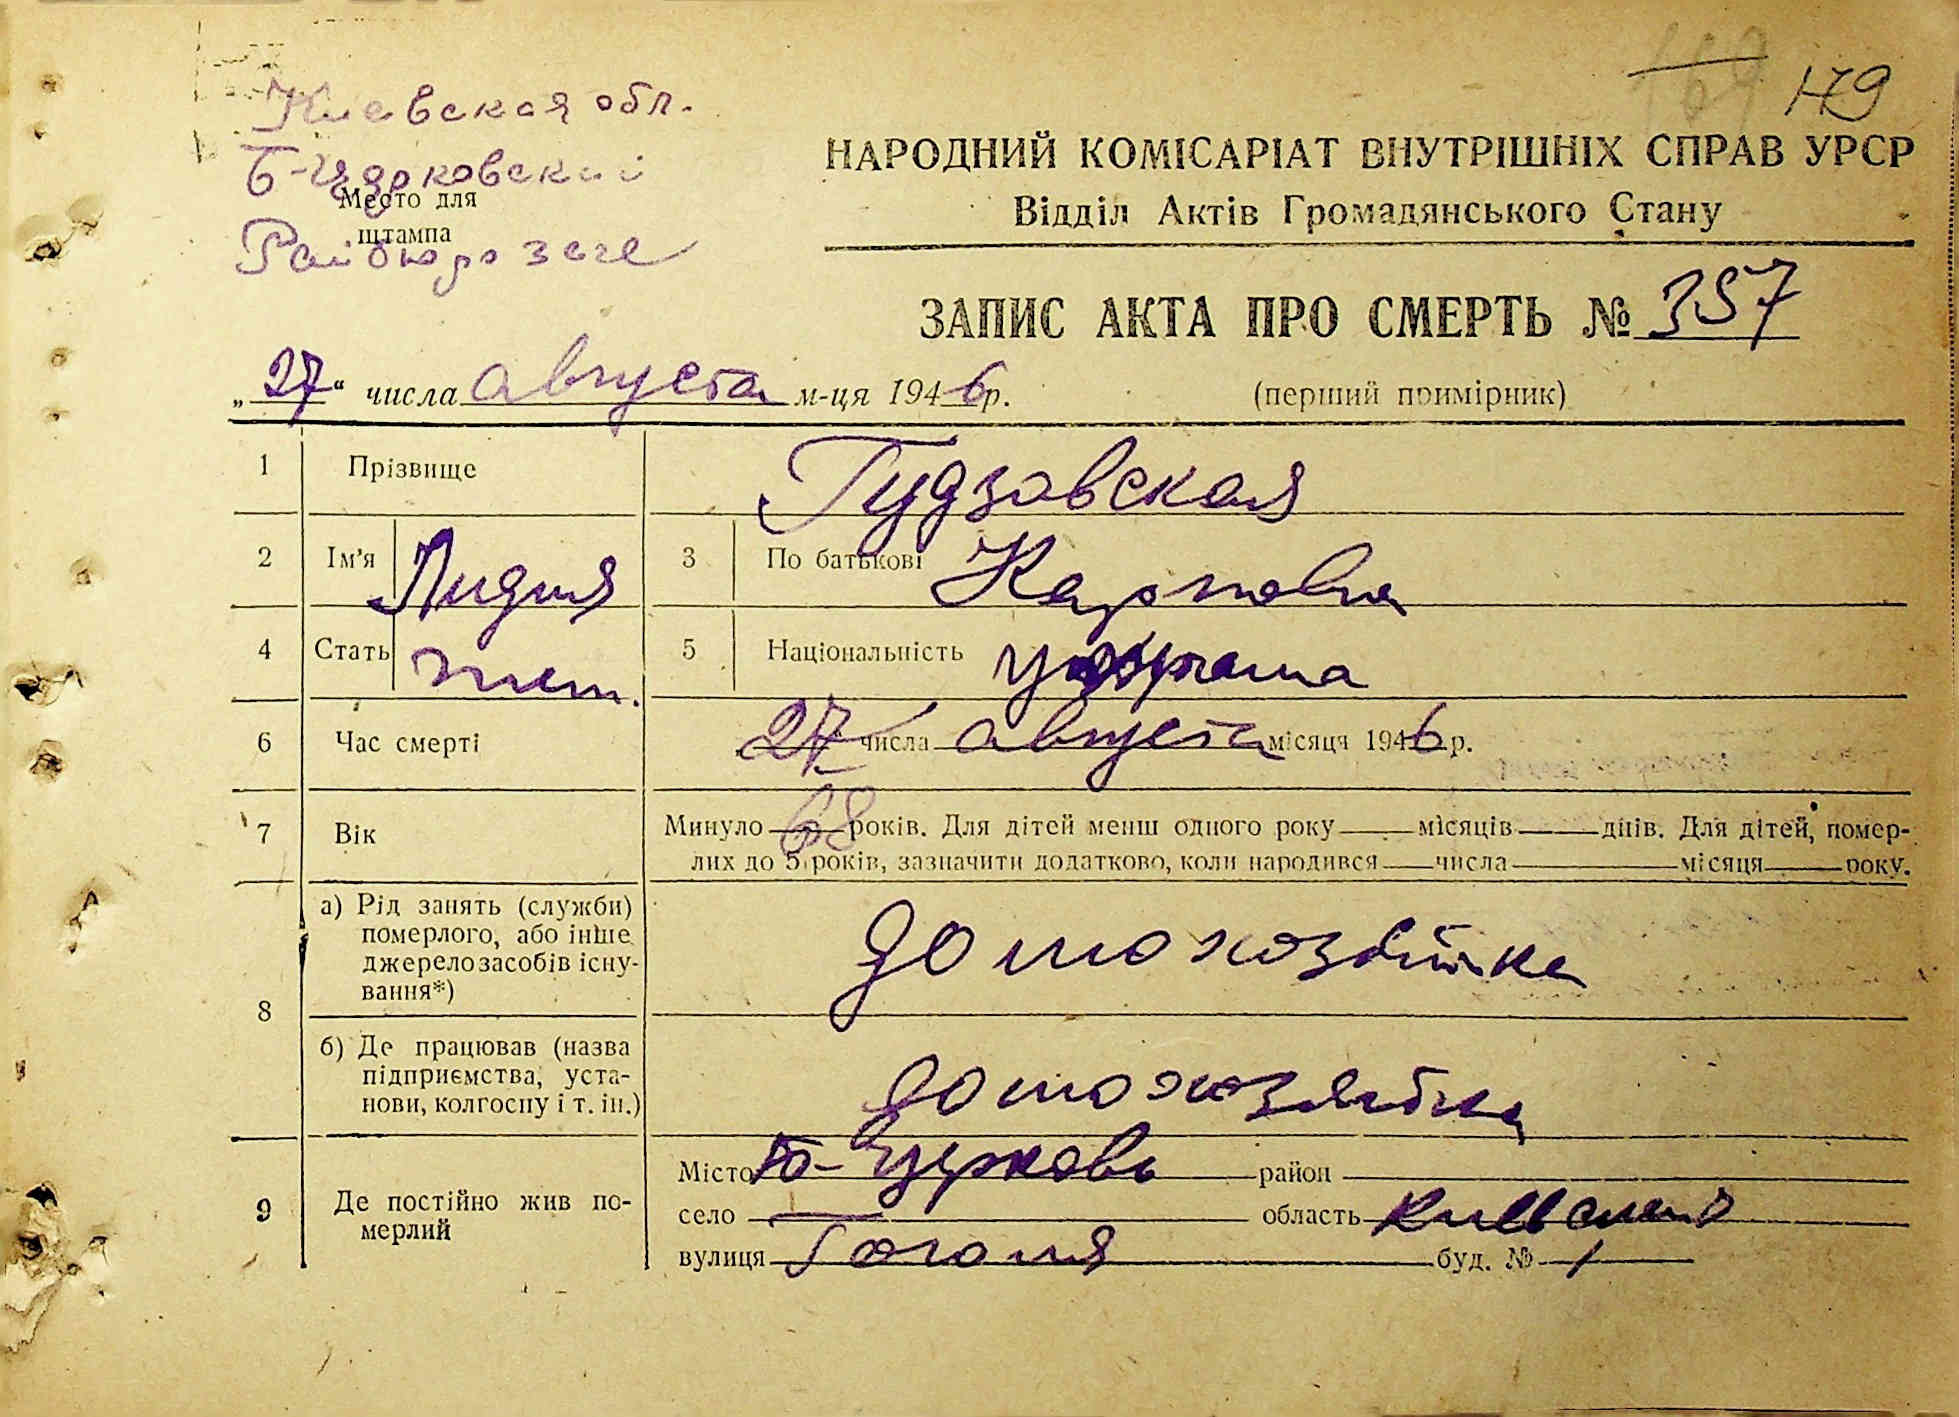 179
Киевская обл.
Б-Церковский
Место для
штампа
Райбюро загс
НАРОДНИЙ КОМІСАРІАТ ВНУТРІШНІХ СПРАВ УРСР
Відділ Актів Громадянського Стану
ЗАПИС АКТА ПРО СМЕРТЬ № 357
„27“ числа августа м-ця 1946 р.
(перший примірник)
1 Прізвище Гудзовская
2 Ім’я Лидия 3 По батькові Карповна
4 Стать жен. 5 Національність
6 Час смерті 27 числа августа місяця 1946 р.
7 Вік Минуло 68 років. Для дітей менш одного року — місяців — днів. Для дітей, помер-
лих до 5 років, зазначити додатково, коли народився — числа — місяця — року.
8 а) Рід занять (служби)
померлого, або інше
джерело засобів існу-
вання*)
домохозяйка
б) Де працював (назва
підприємства, уста-
нови, колгоспу і т. ін.)
домохозяйка
9 Де постійно жив по-
мерлий
Місто Б-Церковь район
село — область Киевская
вулиця Гоголя буд. № 1